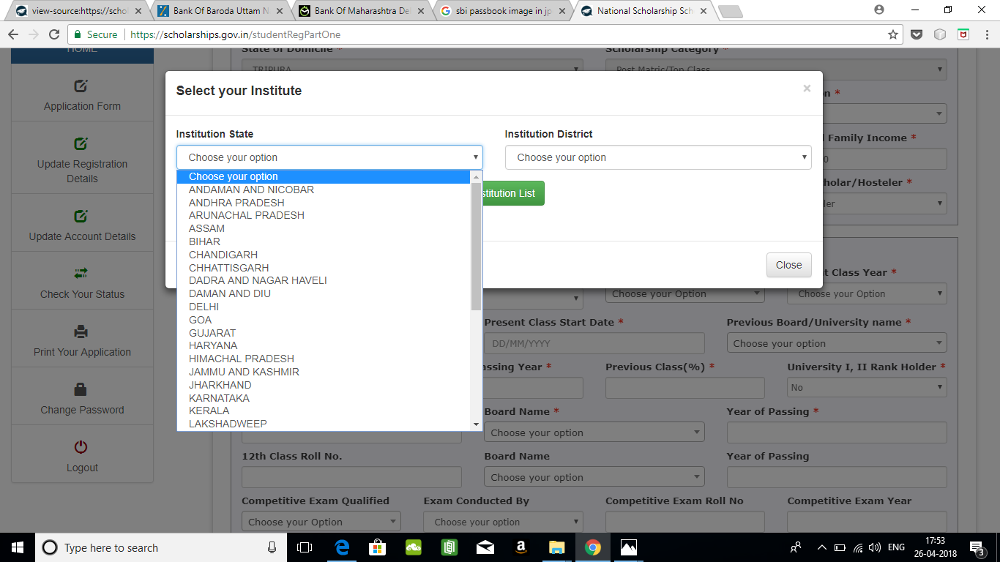 view-source:https://scho
Bank Of Baroda Uttam N
Bank Of Maharashtra De
sbi passbook image in jp
National Scholarship Sch
Secure
https://scholarships.gov.in/studentRegPartOne
HOME
Application Form
Update Registration
Details
Update Account Details
Check Your Status
Print Your Application
Change Password
Logout
State of Domicile *
Scholarship Category *
TRIPURA
Post Matric/Top Class
Select your Institute
×
Institution State
Institution District
Choose your option
Choose your option
Choose your option
ANDAMAN AND NICOBAR
ANDHRA PRADESH
ARUNACHAL PRADESH
ASSAM
BIHAR
CHANDIGARH
CHHATTISGARH
DADRA AND NAGAR HAVELI
DAMAN AND DIU
DELHI
GOA
GUJARAT
HARYANA
HIMACHAL PRADESH
JAMMU AND KASHMIR
JHARKHAND
KARNATAKA
KERALA
LAKSHADWEEP
stitution List
Close
n *
Family Income *
0
cholar/Hosteler *
ler
t Class Year *
Choose your Option
Choose your Option
Present Class Start Date *
Previous Board/University name *
DD/MM/YYYY
Choose your option
assing Year *
Previous Class(%) *
University I, II Rank Holder *
No
Board Name *
Year of Passing *
Choose your option
12th Class Roll No.
Board Name
Year of Passing
Choose your option
Competitive Exam Qualified
Exam Conducted By
Competitive Exam Roll No
Competitive Exam Year
Choose your Option
Choose your option
Type here to search
ENG
17:53
26-04-2018
3